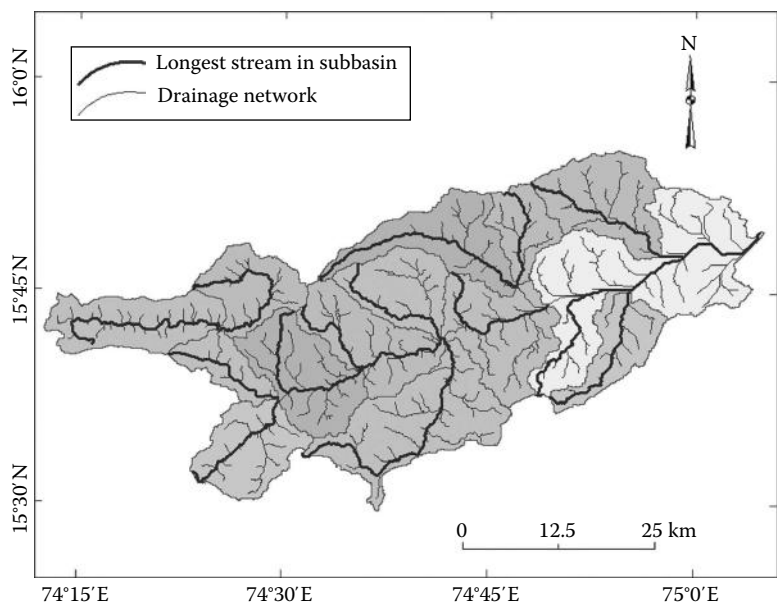 Longest stream in subbasin
Drainage network
N
16°0′N
15°45′N
15°30′N
0 12.5 25 km
74°15′E 74°30′E 74°45′E 75°0′E